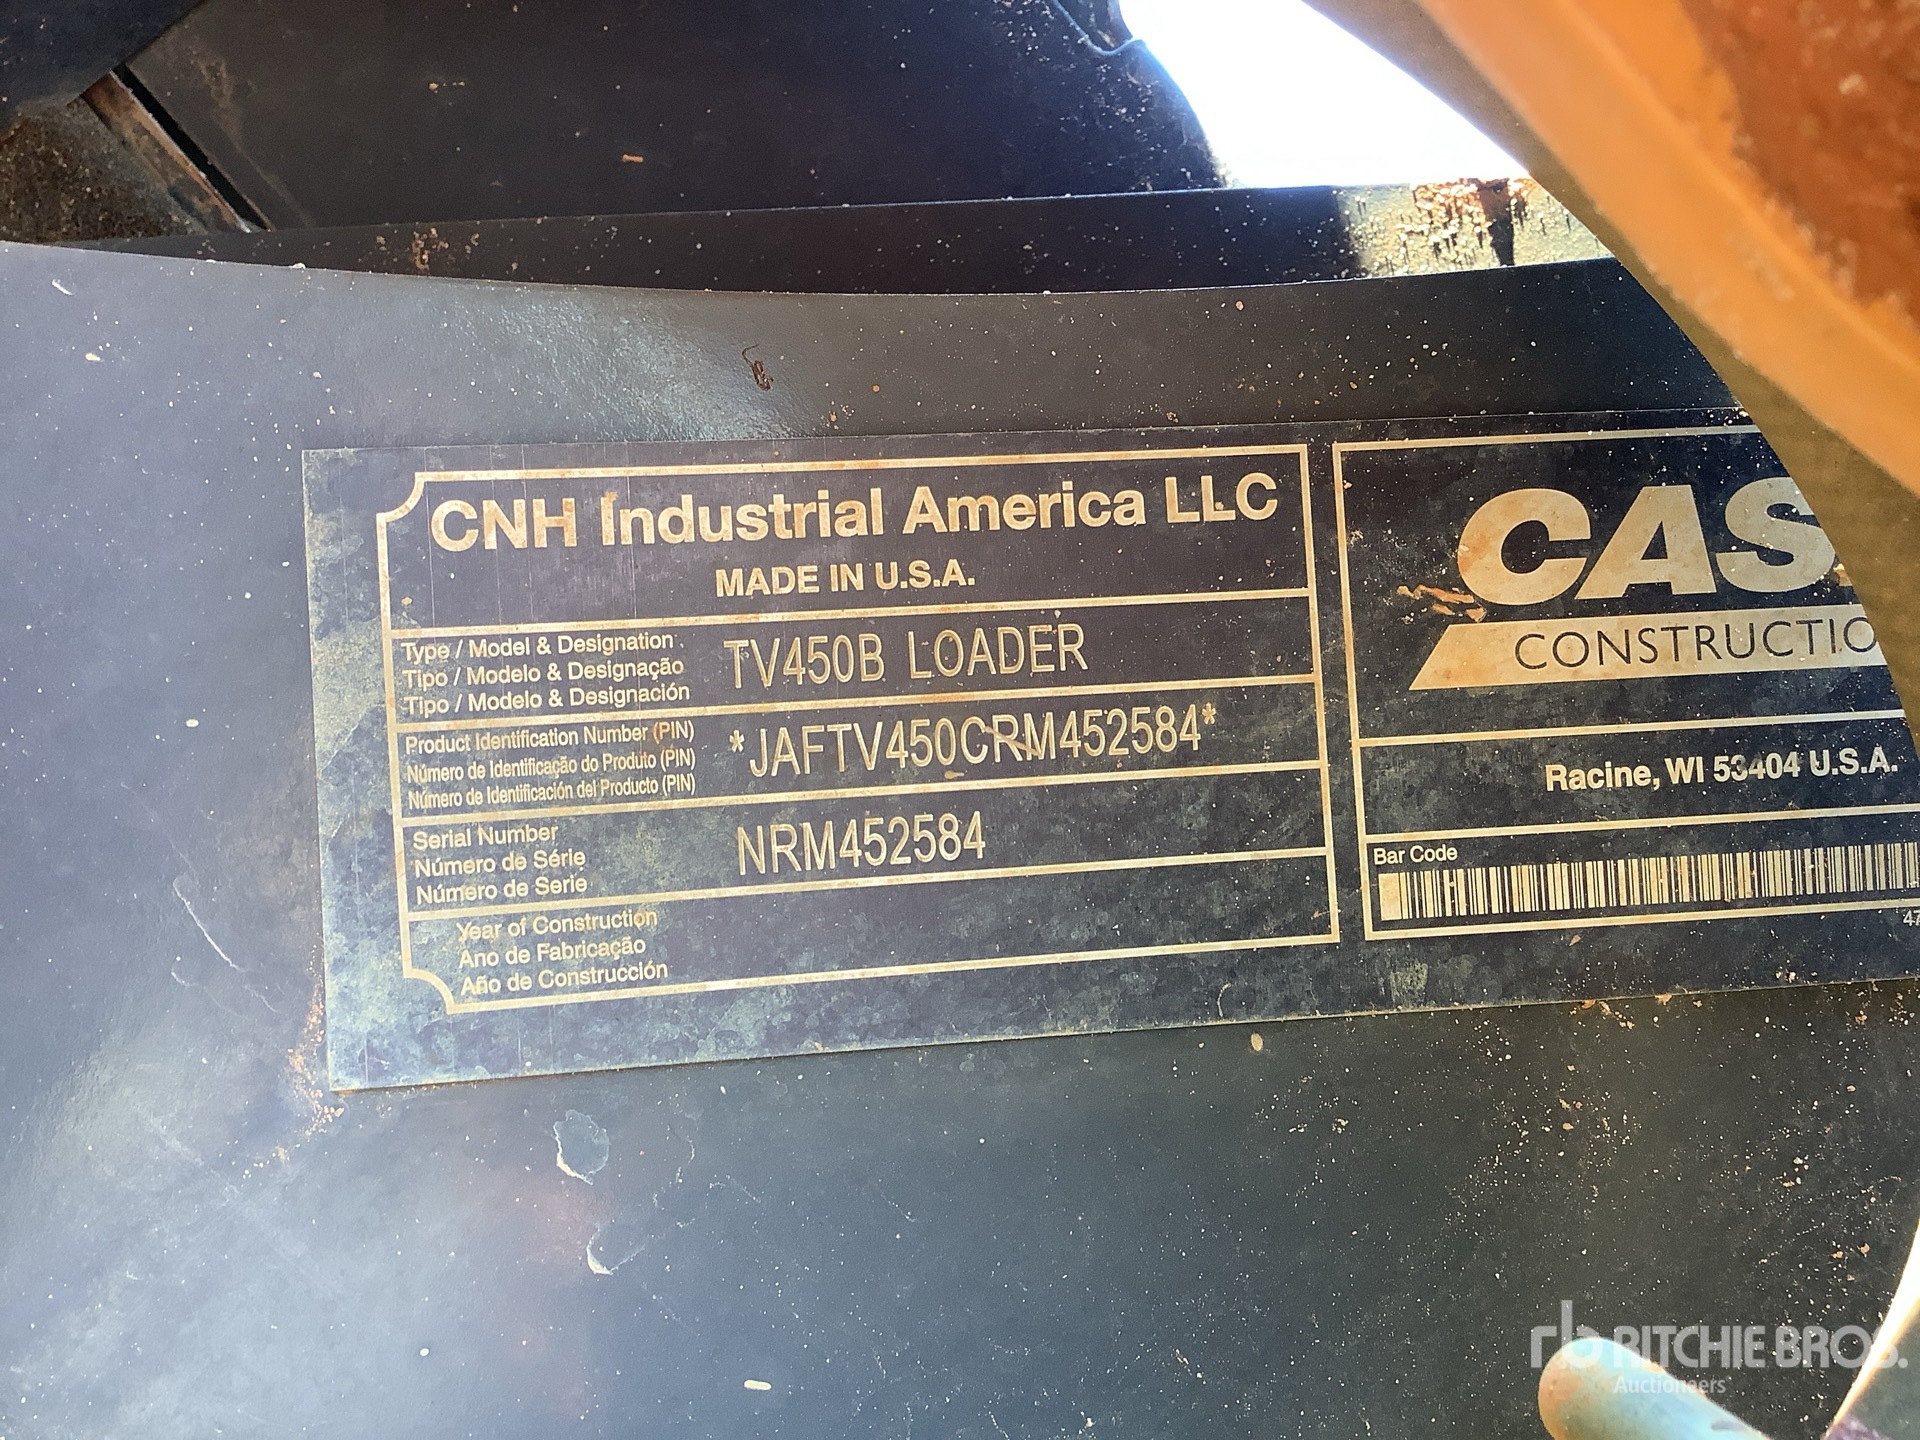 CNH Industrial America LLC
MADE IN U.S.A.
Type / Model & Designation
Tipo / Modelo & Designação
Tipo / Modelo & Designación
TV450B LOADER
Product Identification Number (PIN)
Número de Identificação do Produto (PIN)
Número de Identificación del Producto (PIN)
*JAFTV450CRM452584*
Serial Number
Número de Série
Número de Serie
NRM452584
Year of Construction
Ano de Fabricação
Año de Construcción
CAS
CONSTRUCTIO
Racine, WI 53404 U.S.A.
Bar Code
47
rb RITCHIE BROS.
Auctioneers